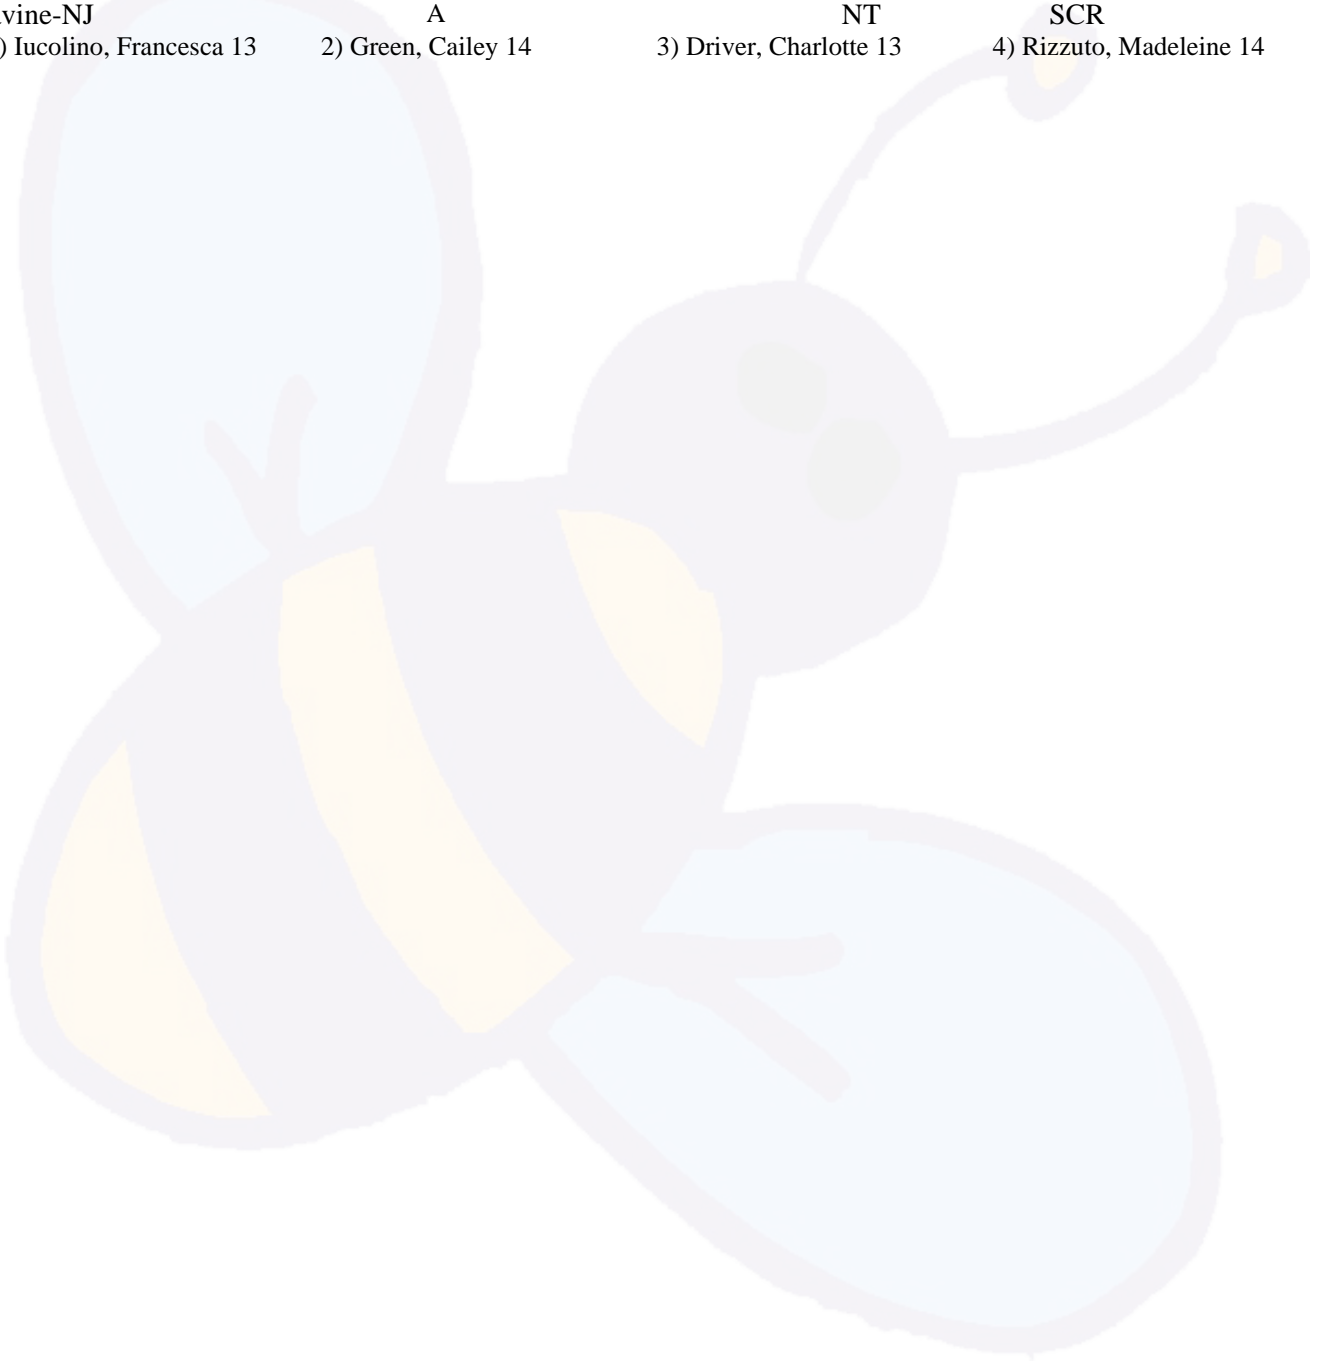 vine-NJ A NT SCR
) Iucolino, Francesca 13 2) Green, Cailey 14 3) Driver, Charlotte 13 4) Rizzuto, Madeleine 14